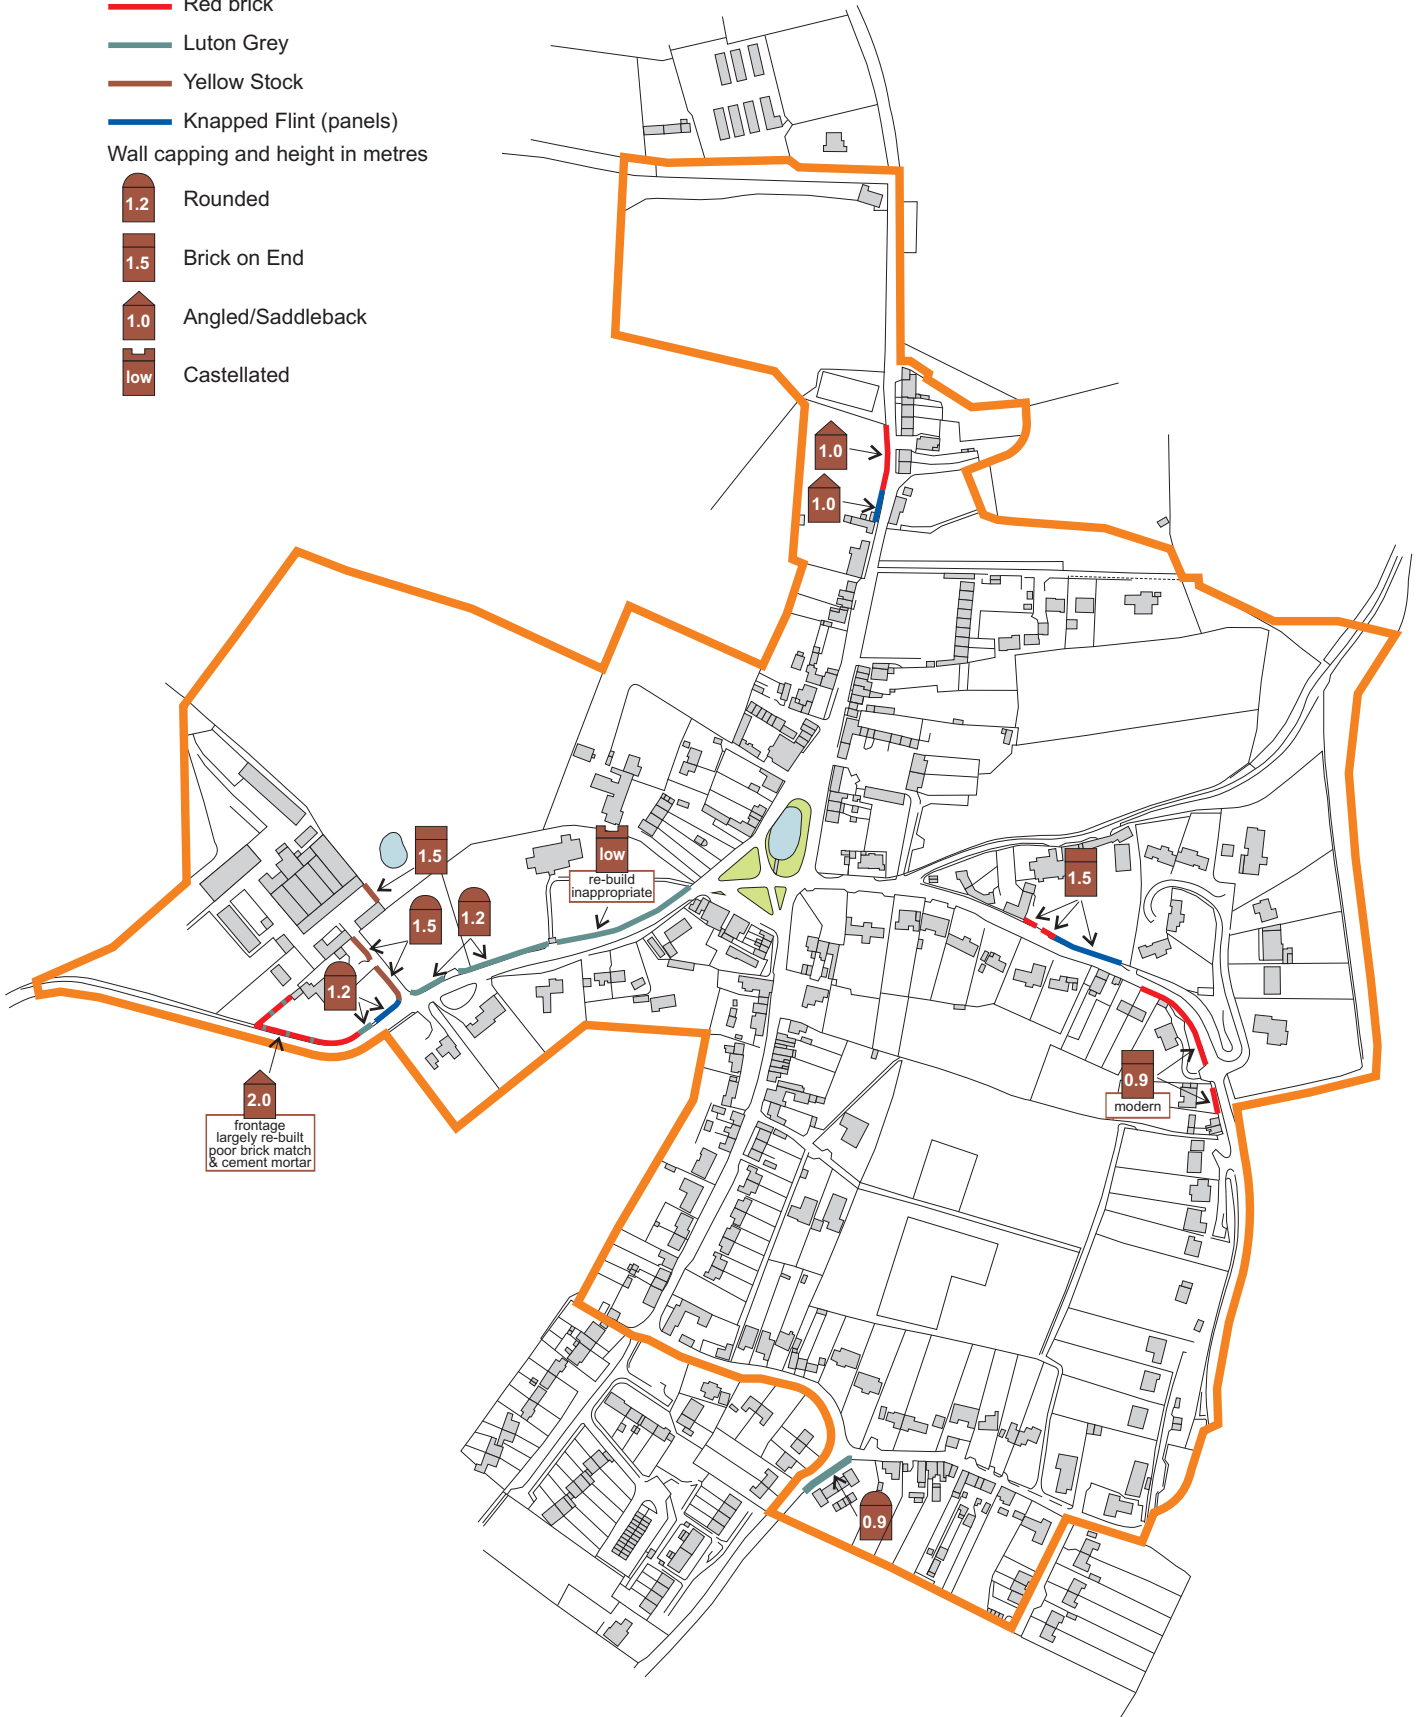 Red brick
Luton Grey
Yellow Stock
Knapped Flint (panels)
Wall capping and height in metres
1.2
Rounded
1.5
Brick on End
1.0
Angled/Saddleback
low
Castellated
1.0
1.0
1.5
low
re-build
inappropriate
1.5
1.5
1.2
1.2
2.0
frontage
largely re-built
poor brick match
& cement mortar
0.9
modern
0.9